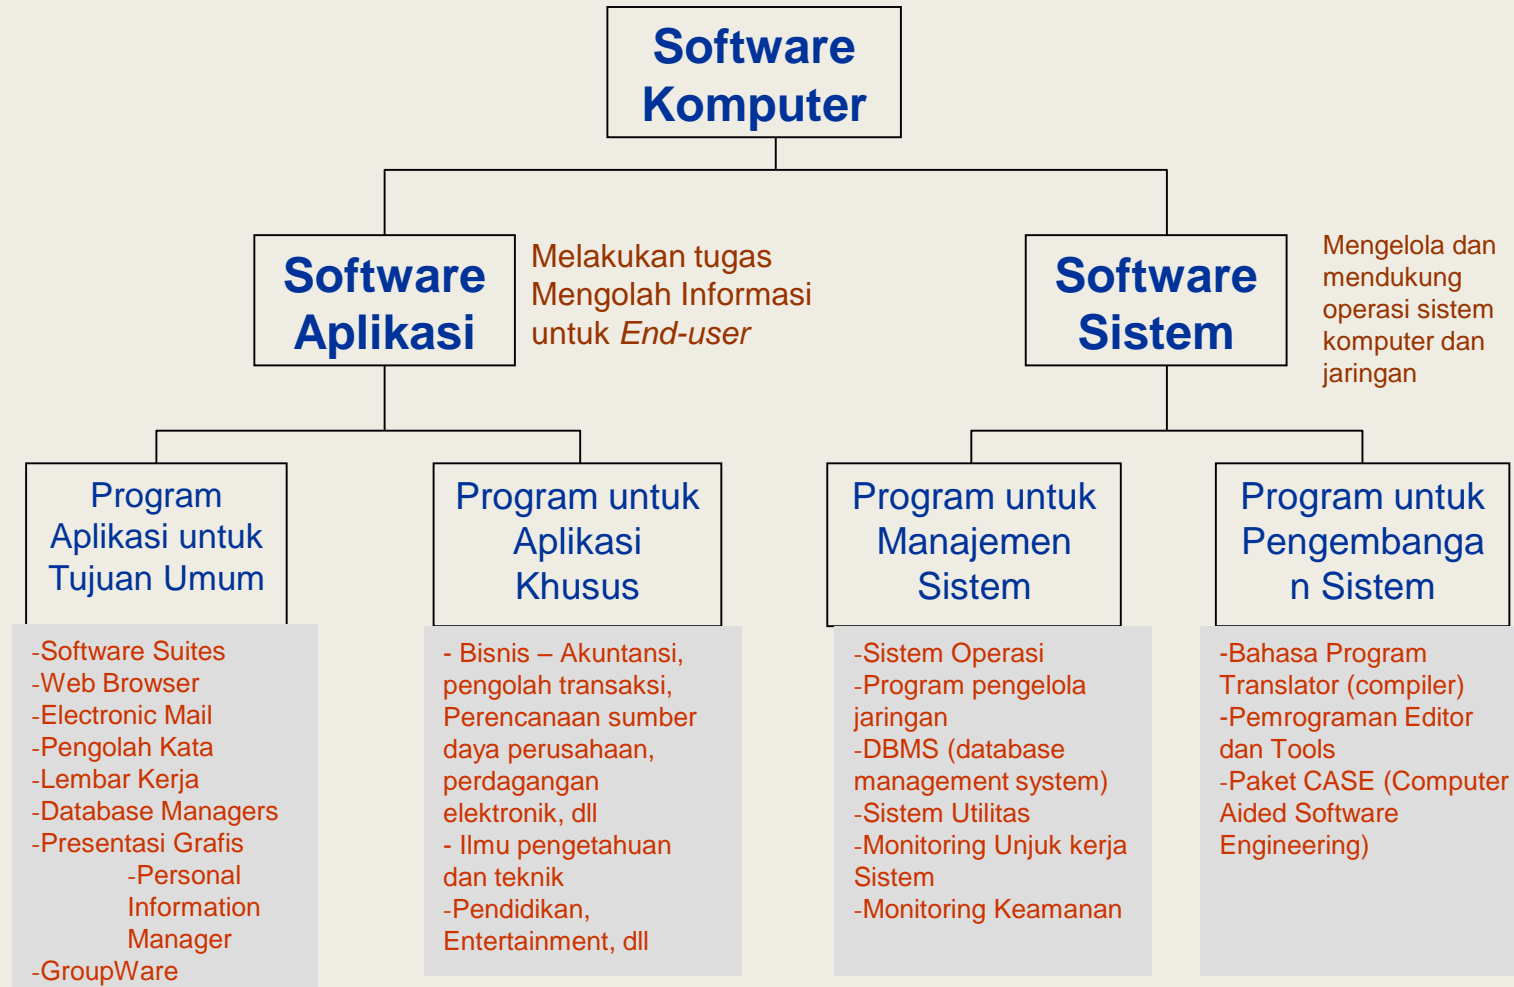 Software
Komputer
Software
Aplikasi
Melakukan tugas
Mengolah Informasi
untuk End-user
Software
Sistem
Mengelola dan
mendukung
operasi sistem
komputer dan
jaringan
Program
Aplikasi untuk
Tujuan Umum
-Software Suites
-Web Browser
-Electronic Mail
-Pengolah Kata
-Lembar Kerja
-Database Managers
-Presentasi Grafis
-Personal
Information
Manager
-GroupWare
Program untuk
Aplikasi
Khusus
- Bisnis – Akuntansi,
pengolah transaksi,
Perencanaan sumber
daya perusahaan,
perdagangan
elektronik, dll
- Ilmu pengetahuan
dan teknik
-Pendidikan,
Entertainment, dll
Program untuk
Manajemen
Sistem
-Sistem Operasi
-Program pengelola
jaringan
-DBMS (database
management system)
-Sistem Utilitas
-Monitoring Unjuk kerja
Sistem
-Monitoring Keamanan
Program untuk
Pengembanga
n Sistem
-Bahasa Program
Translator (compiler)
-Pemrograman Editor
dan Tools
-Paket CASE (Computer
Aided Software
Engineering)